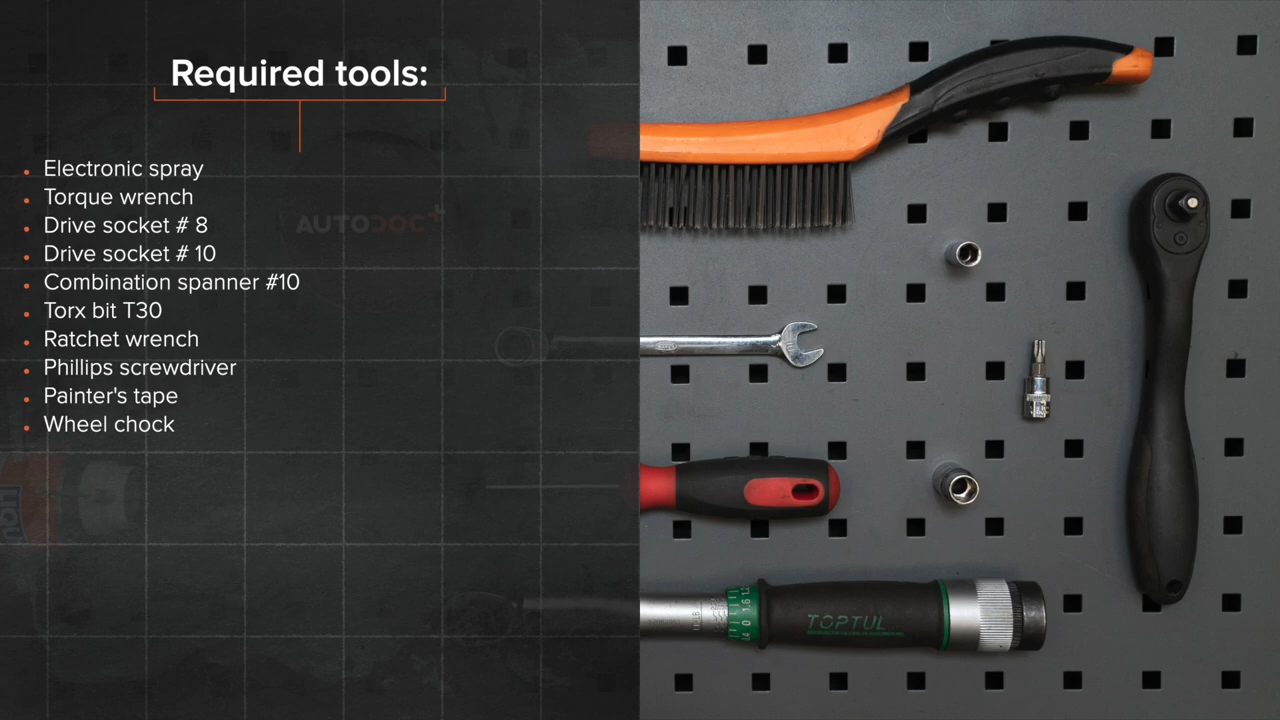 Required tools:
Electronic spray
Torque wrench
Drive socket # 8
Drive socket # 10
Combination spanner #10
Torx bit T30
Ratchet wrench
Phillips screwdriver
Painter's tape
Wheel chock
AUTODOC
TOPTUL